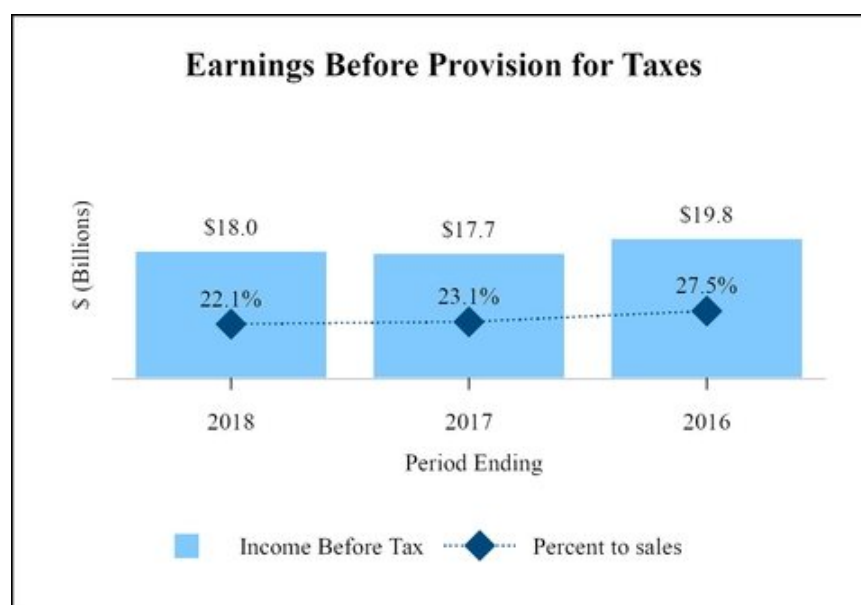 Earnings Before Provision for Taxes
$ (Billions)
$18.0
$17.7
$19.8
22.1%
23.1%
27.5%
2018
2017
2016
Period Ending
Income Before Tax
Percent to sales